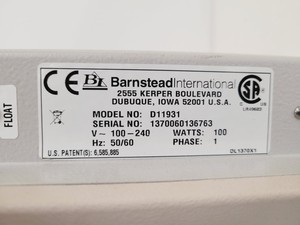 CE BI Barnstead International
2555 KERPER BOULEVARD
DUBUQUE, IOWA 52001 U.S.A.
MODEL NO: D11931
SERIAL NO: 1370060136763
V~ 100-240 WATTS: 100
Hz: 50/60 PHASE: 1
U.S. PATENT(S): 6,585,885
FLOAT